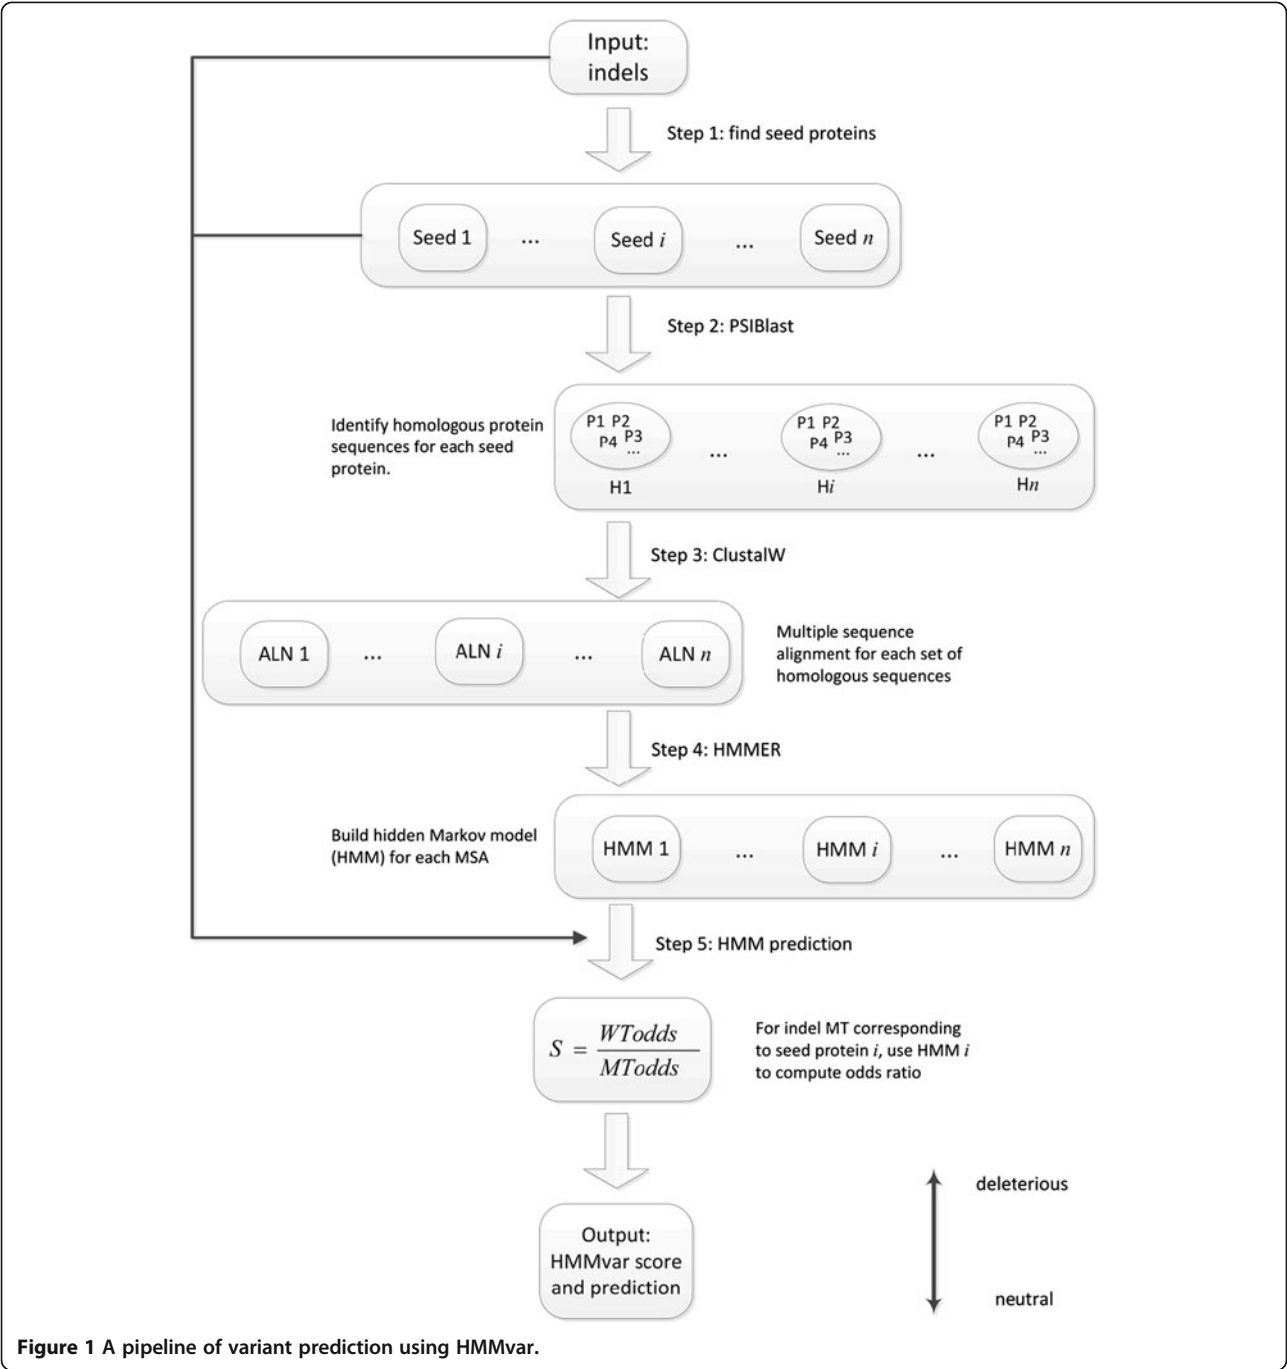 Input:
indels
Step 1: find seed proteins
Seed 1 ... Seed i ... Seed n
Step 2: PSIBlast
Identify homologous protein
sequences for each seed
protein.
P1 P2
P4 P3
...
H1
...
P1 P2
P4 P3
...
Hi
...
P1 P2
P4 P3
...
Hn
Step 3: ClustalW
ALN 1 ... ALN i ... ALN n
Multiple sequence
alignment for each set of
homologous sequences
Step 4: HMMER
Build hidden Markov model
(HMM) for each MSA
HMM 1 ... HMM i ... HMM n
Step 5: HMM prediction
S = WTodds / MTodds
For indel MT corresponding
to seed protein i, use HMM i
to compute odds ratio
Output:
HMMvar score
and prediction
deleterious
neutral
Figure 1 A pipeline of variant prediction using HMMvar.